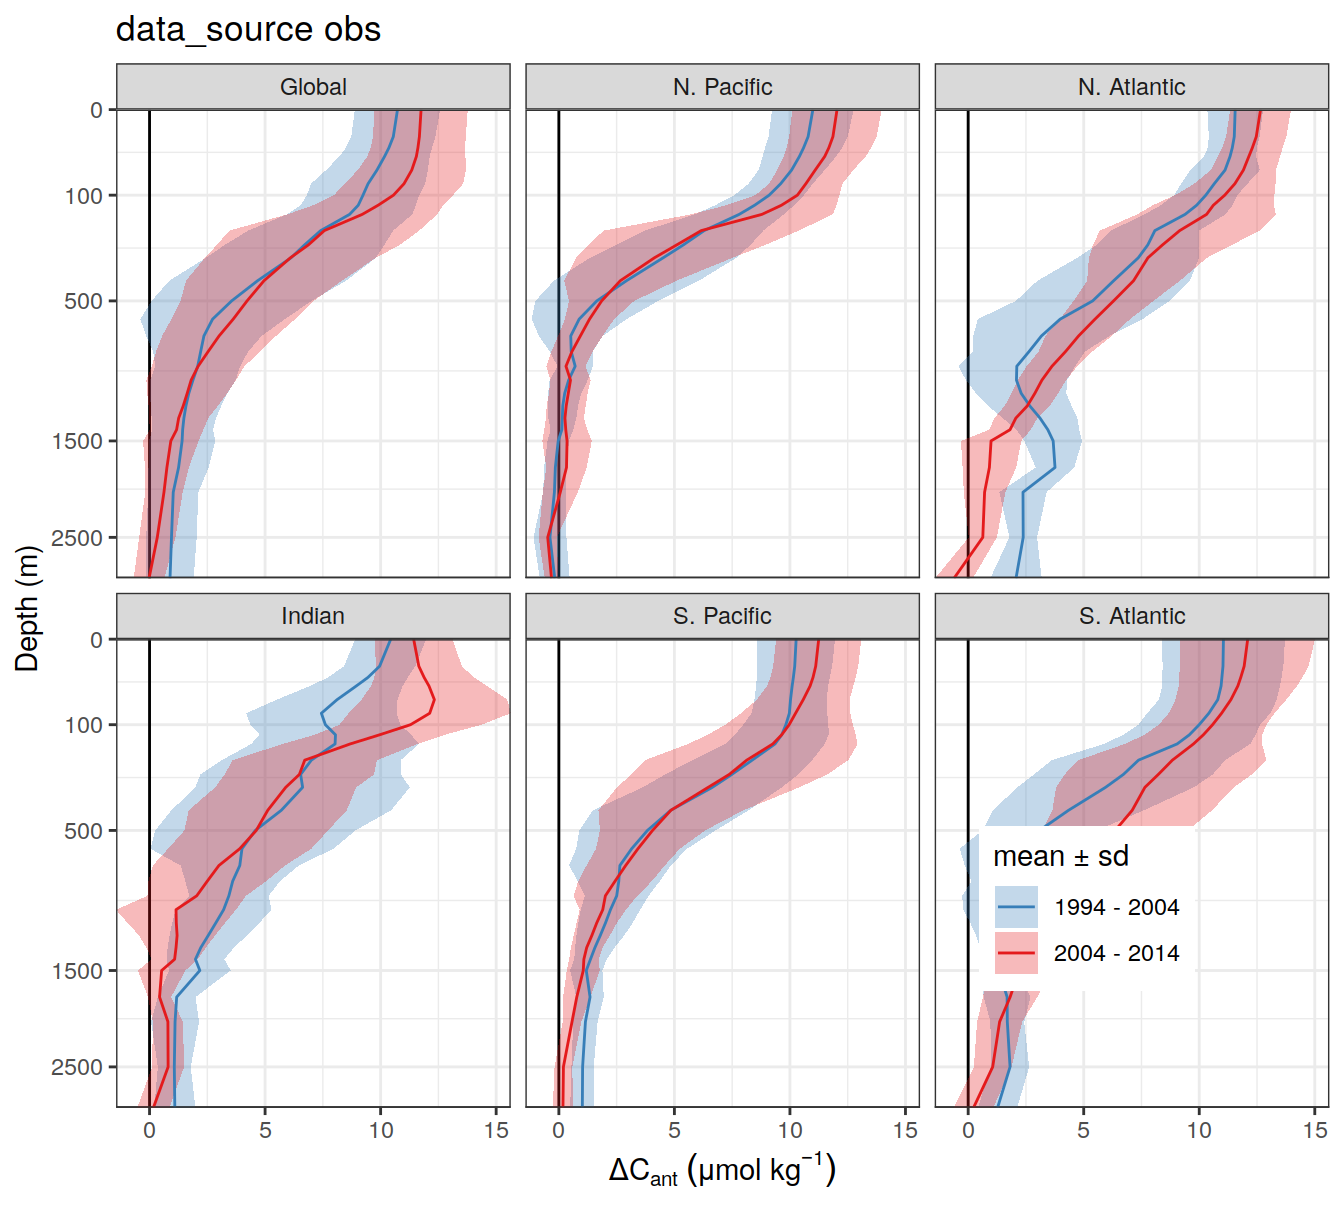 data_source obs
Global
N. Pacific
N. Atlantic
0
100
500
1500
2500
Depth (m)
Indian
S. Pacific
S. Atlantic
0
100
500
1500
2500
mean ± sd
1994 - 2004
2004 - 2014
0 5 10 15
0 5 10 15
0 5 10 15
ΔCant (μmol kg⁻¹)